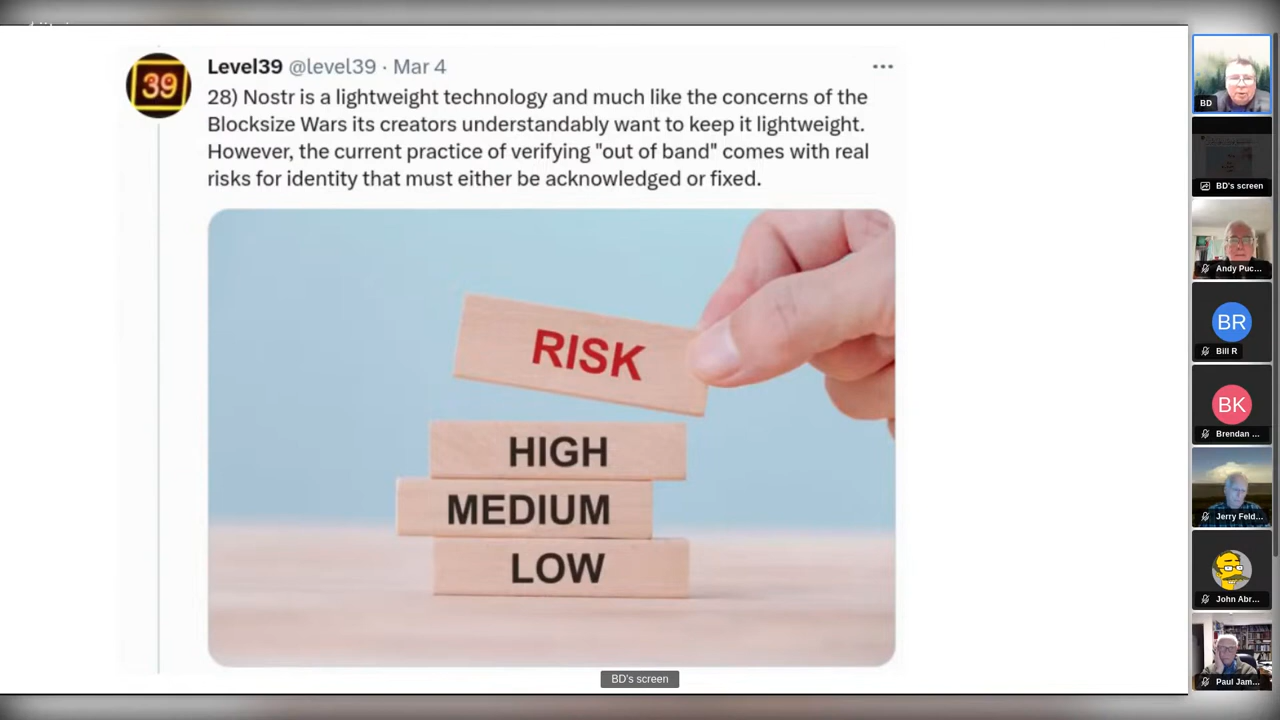 39
Level39 @level39 · Mar 4
28) Nostr is a lightweight technology and much like the concerns of the
Blocksize Wars its creators understandably want to keep it lightweight.
However, the current practice of verifying "out of band" comes with real
risks for identity that must either be acknowledged or fixed.
RISK
HIGH
MEDIUM
LOW
BD's screen
BD
BD's screen
Andy Puc...
BR
Bill R
BK
Brendan ...
Jerry Feld...
John Abr...
Paul Jam...